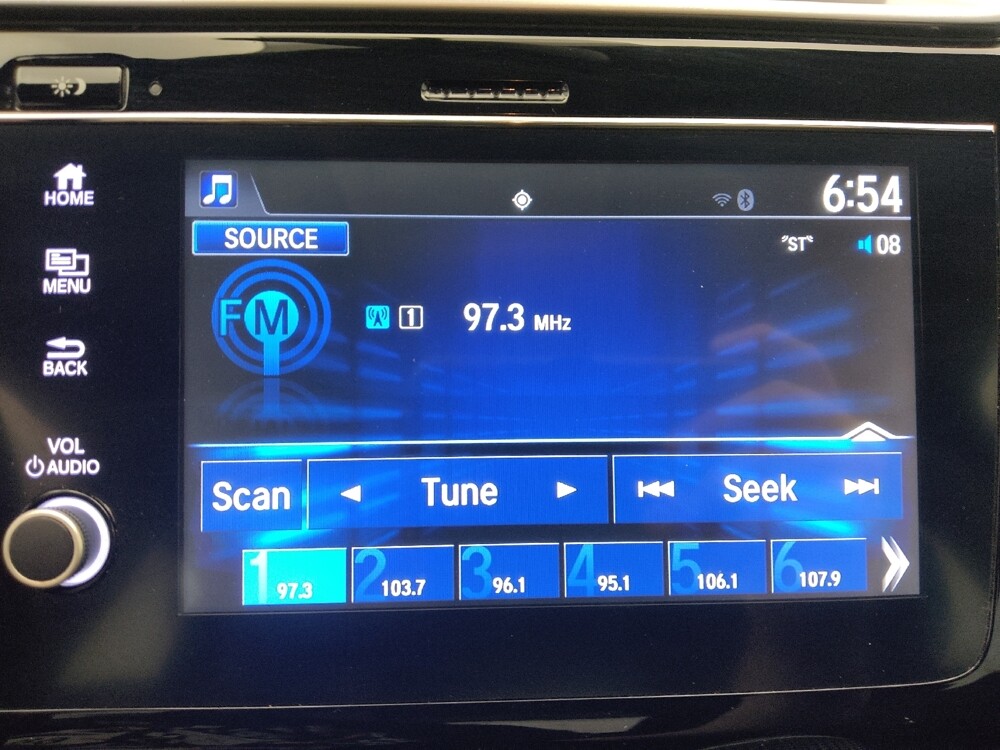 HOME
MENU
BACK
VOL
AUDIO
6:54
SOURCE
"ST"
08
FM
1
97.3 MHz
Scan
Tune
Seek
1 97.3
2 103.7
3 96.1
4 95.1
5 106.1
6 107.9